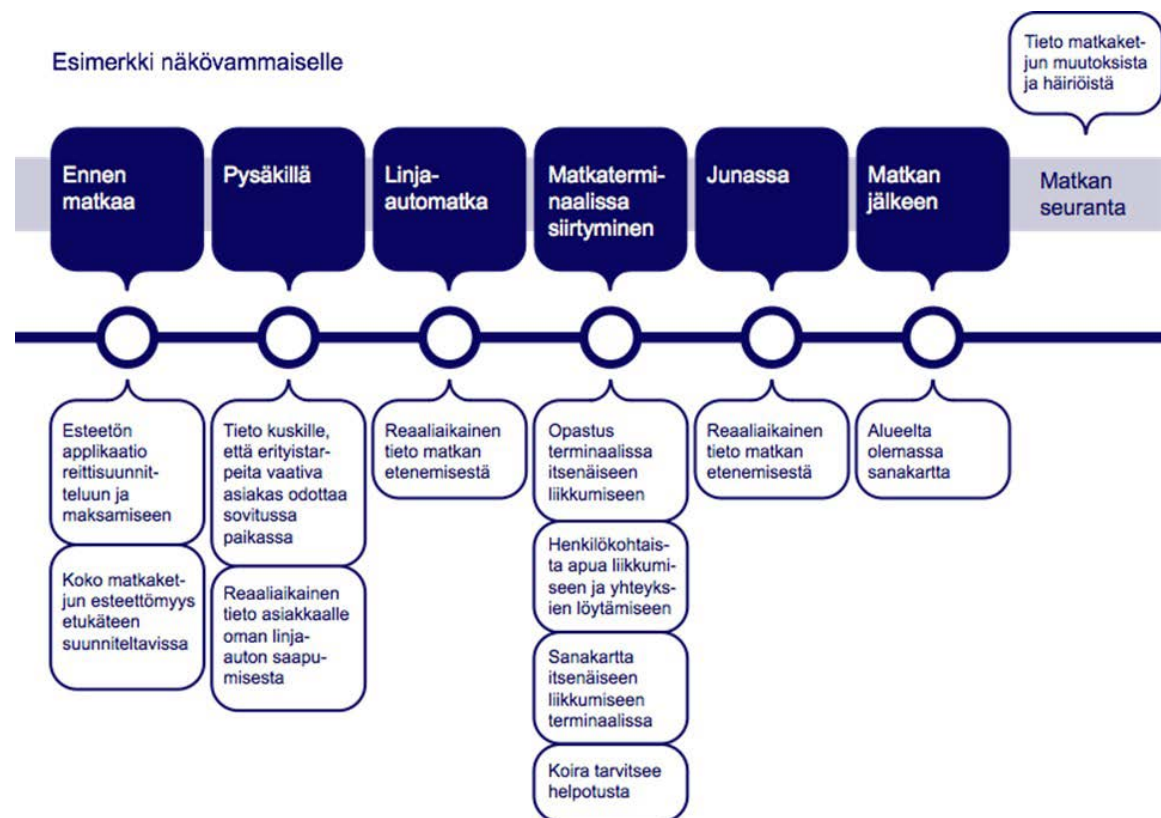 Esimerkki näkövammaiselle
Tieto matkaket-
jun muutoksista
ja häiriöistä
Ennen
matkaa
Pysäkillä
Linja-
automatka
Matkatermi-
naalissa
siirtyminen
Junassa
Matkan
jälkeen
Matkan
seuranta
Esteetön
applikaatio
reittisuunnit-
teluun ja
maksamiseen
Koko matkaket-
jun esteettömyys
etukäteen
suunniteltavissa
Tieto kuskille,
että erityistar-
peita vaativa
asiakas odottaa
sovitussa
paikassa
Reaaliaikainen
tieto asiakkaalle
oman linja-
auton saapu-
misesta
Reaaliaikainen
tieto matkan
etenemisestä
Opastus
terminaalissa
itsenäiseen
liikkumiseen
Henkilökohtais-
ta apua liikkumi-
seen ja yhteyk-
sien löytämiseen
Sanakartta
itsenäiseen
liikkumiseen
terminaalissa
Koira tarvitsee
helpotusta
Reaaliaikainen
tieto matkan
etenemisestä
Alueelta
olemassa
sanakartta